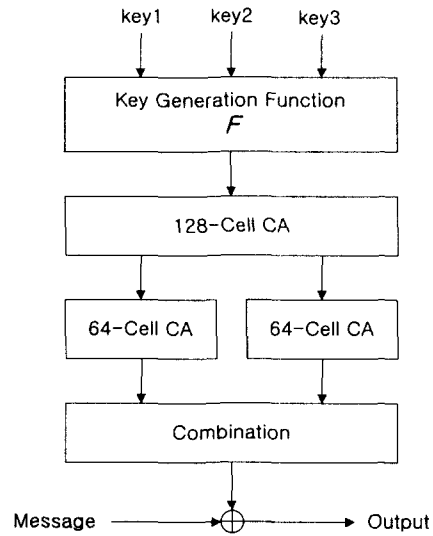 key1 key2 key3
Key Generation Function
F
128-Cell CA
64-Cell CA 64-Cell CA
Combination
Message Output